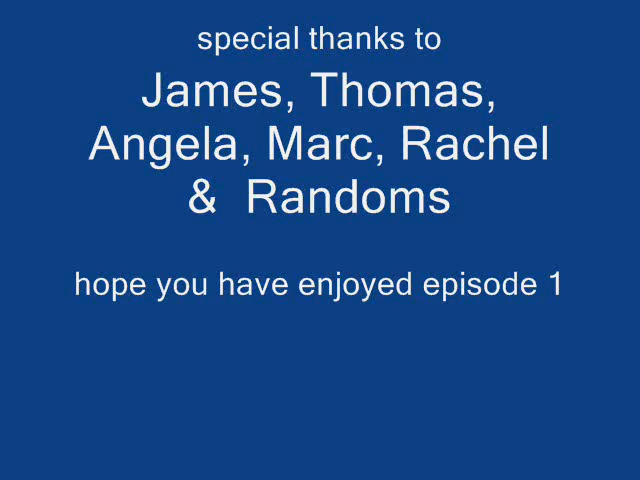 special thanks to
James, Thomas,
Angela, Marc, Rachel
& Randoms
hope you have enjoyed episode 1